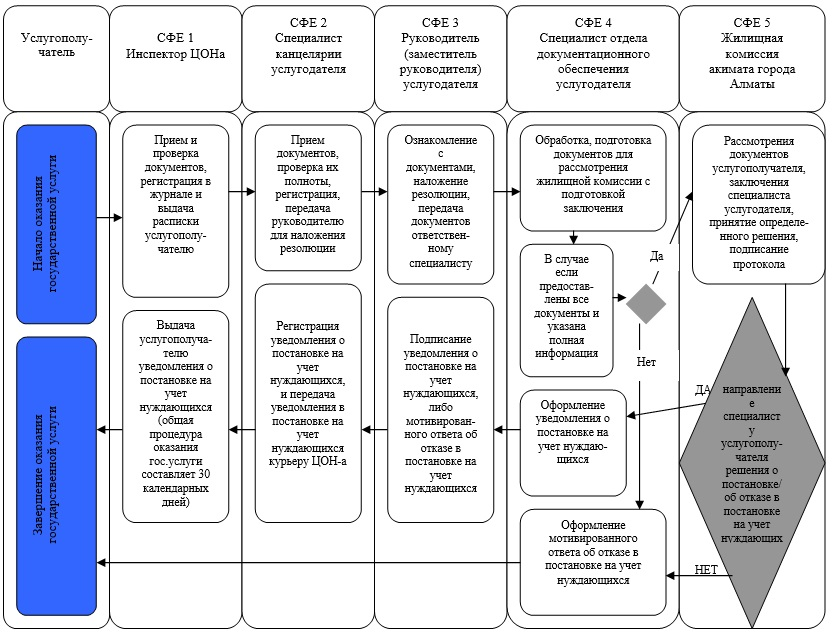 Услугополу-
чатель
СФЕ 1
Инспектор ЦОНа
СФЕ 2
Специалист
канцелярии
услугодателя
СФЕ 3
Руководитель
(заместитель
руководителя)
услугодателя
СФЕ 4
Специалист отдела
документационного
обеспечения
услугодателя
СФЕ 5
Жилищная
комиссия
акимата города
Алматы
Начало оказания
государственной услуги
Прием и
проверка
документов,
регистрация в
журнале и
выдача
расписки
услугополу-
чателю
Прием
документов,
проверка их
полноты,
регистрация,
передача
руководителю
для наложения
резолюции
Ознакомление
с
документами,
наложение
резолюции,
передача
документов
ответствен-
ному
специалисту
Обработка, подготовка
документов для
рассмотрения
жилищной комиссии с
подготовкой
заключения
Рассмотрения
документов
услугополучателя,
заключения
специалиста
услугодателя,
принятие определе-
нного решения,
подписание
протокола
В случае
если
предостав-
лены все
документы и
указана
полная
информация
Да
Нет
Завершение оказания
государственной услуги
Выдача
услугополуча-
телю
уведомления о
постановке на
учет
нуждающихся
(общая
процедура
оказания
гос.услуги
составляет 30
календарных
дней)
Регистрация
уведомления о
постановке на
учет
нуждающихся,
и передача
уведомления в
постановке на
учет
нуждающихся
курьеру ЦОН-а
Подписание
уведомления о
постановке на
учет
нуждающихся,
либо
мотивирован-
ного ответа об
отказе в
постановке на
учет
нуждающихся
Оформление
уведомления о
постановке на
учет нуждаю-
щихся
ДА
направлени
е
специалист
у
услугополу-
чателя
решения о
постановке/
об отказе в
постановке
на учет
нуждающих
Оформление
мотивированного
ответа об отказе в
постановке на учет
нуждающихся
НЕТ